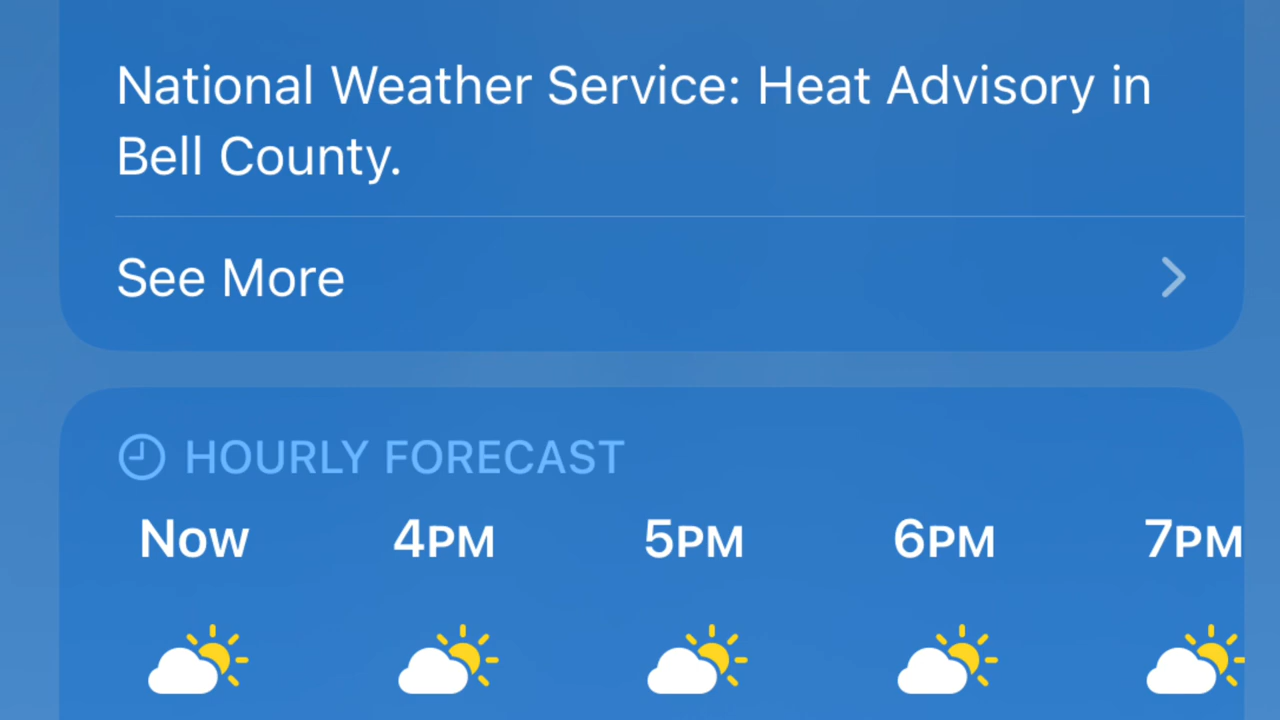 National Weather Service: Heat Advisory in
Bell County.
See More
HOURLY FORECAST
Now 4PM 5PM 6PM 7PM